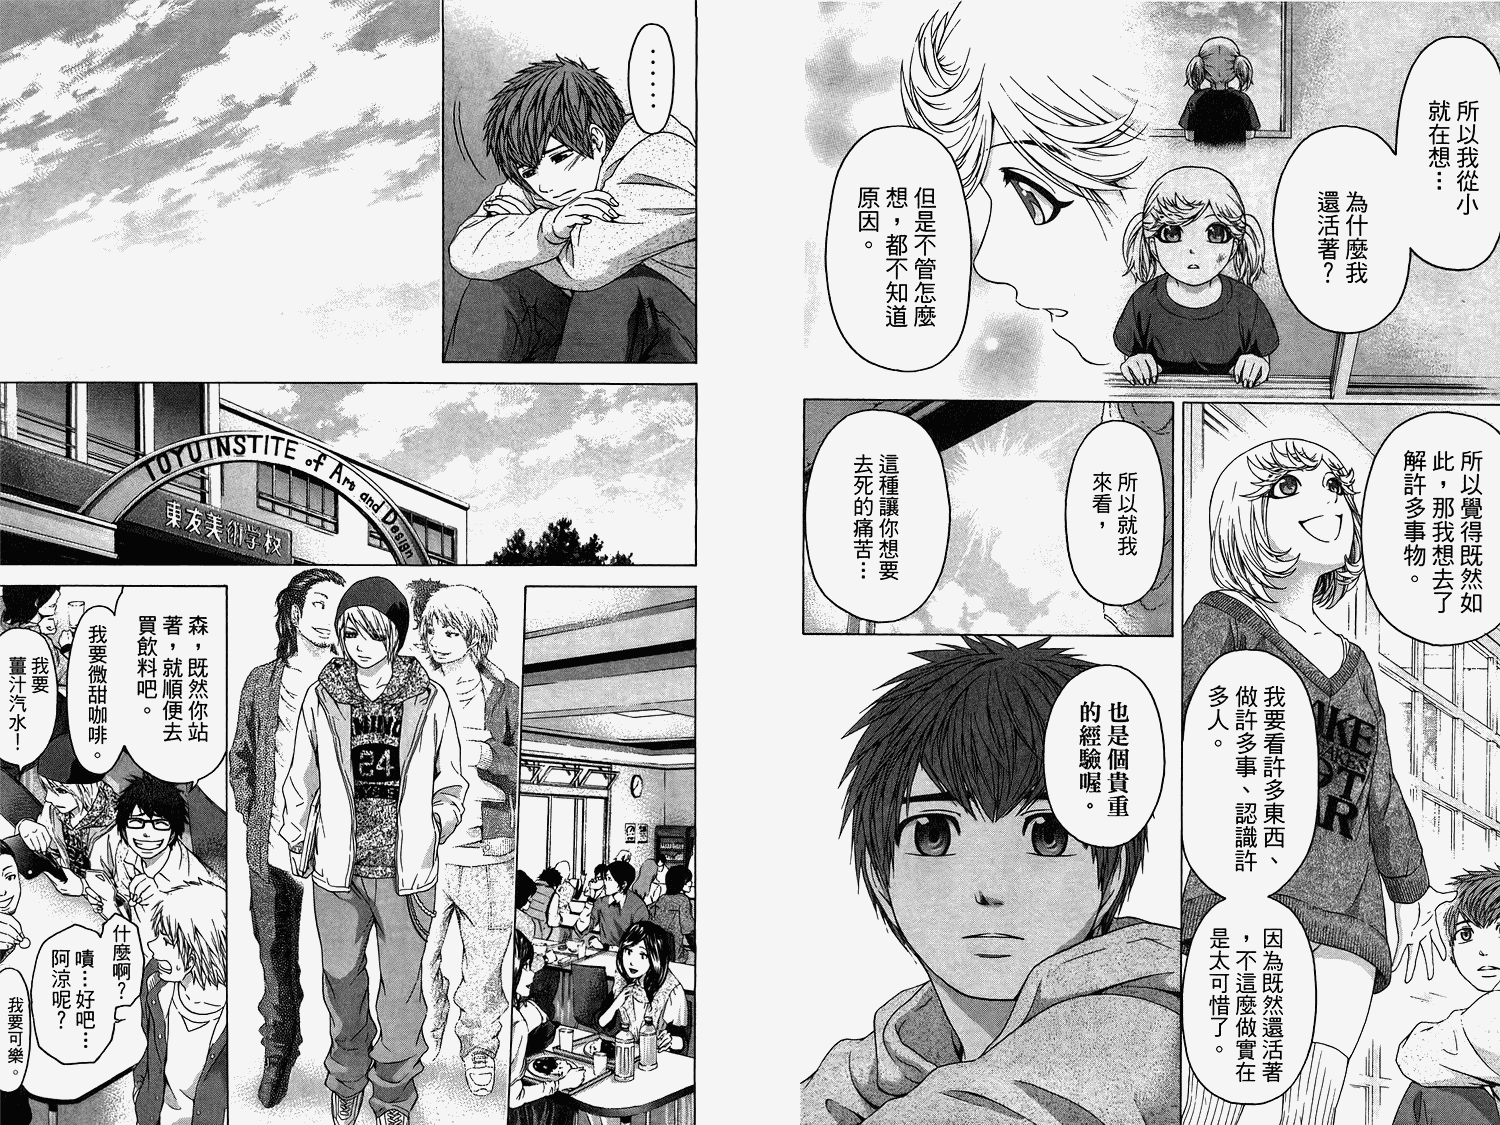 所以我從小
就在想…
為什麼我
還活著？
但是不管怎麼
想，都不知道
原因。
所以覺得既然如
此，那我想去了
解許多事物。
我要看許多東西、
做許多事、認識許
多人。
因為既然還活著
，不這麼做實在
是太可惜了。
所以就我
來看，
這種讓你想要
去死的痛苦…
也是個貴重
的經驗喔。
……
TOYU INSTITE of Art and Design
東友美術學校
24
森，既然你站
著，就順便去
買飲料吧。
我要微甜咖啡。
我要
薑汁汽水！
什麼啊？
嘖…好吧…
阿涼呢？
我要可樂。